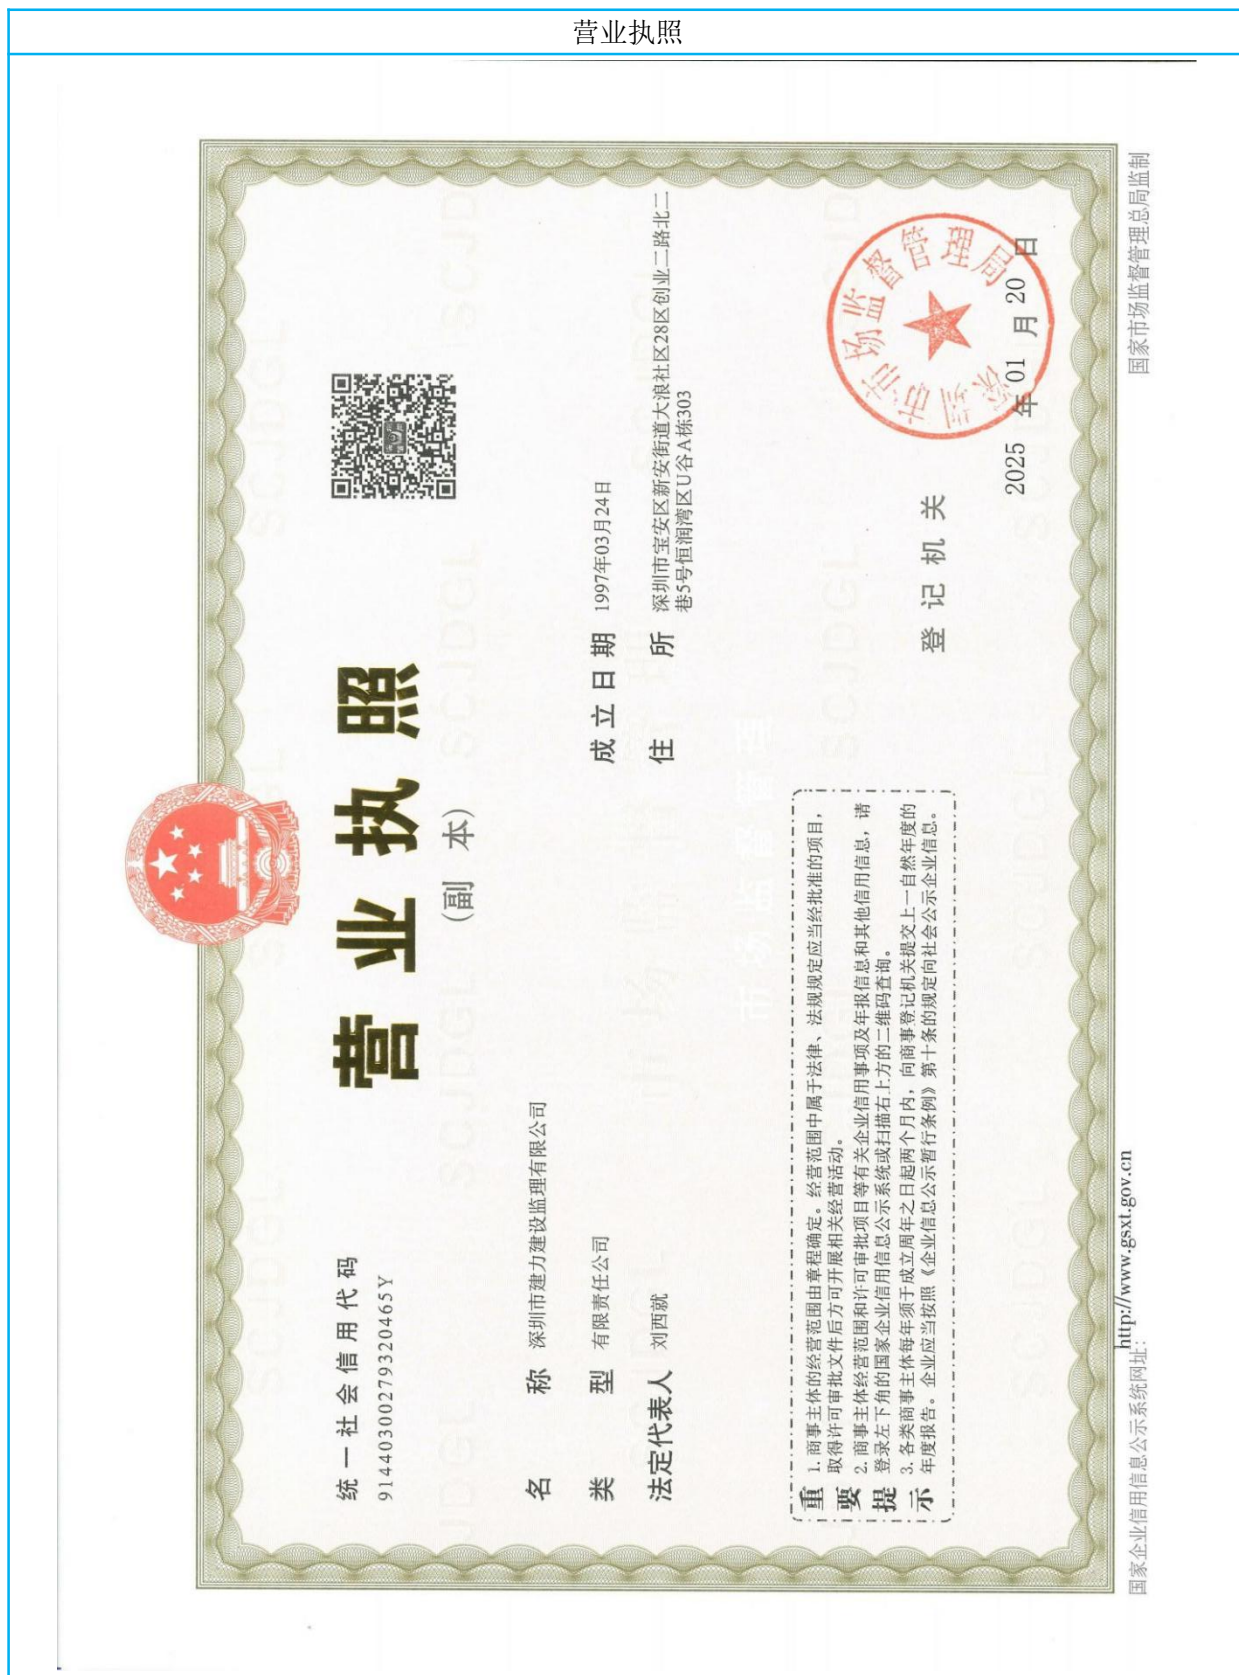 营业执照
统一社会信用代码
91440300279320465Y
营业执照
(副 本)
名 称 深圳市建力建设监理有限公司
类 型 有限责任公司
法定代表人 刘西就
成立日期 1997年03月24日
住 所 深圳市宝安区新安街道大浪社区28区创业二路北二
巷5号恒润湾区U谷A栋303
重要提示
1.商事主体的经营范围由章程确定。经营范围中属于法律、法规规定应当经批准的项目，
取得许可审批文件后方可开展相关经营活动。
2.商事主体经营范围和许可审批项目等有关企业信用事项及年报信息和其他信用信息，请
登录左下角的国家企业信用信息公示系统或扫描右上方的二维码查询。
3.各类商事主体每年须于成立周年之日起两个月内，向商事登记机关提交上一自然年度的
年度报告。企业应当按照《企业信息公示暂行条例》第十条的规定向社会公示企业信息。
登记机关
深圳市市场监督管理局
2025 年 01 月 20 日
国家企业信用信息公示系统网址：http://www.gsxt.gov.cn
国家市场监督管理总局监制
市场监督管理
SCJDGL